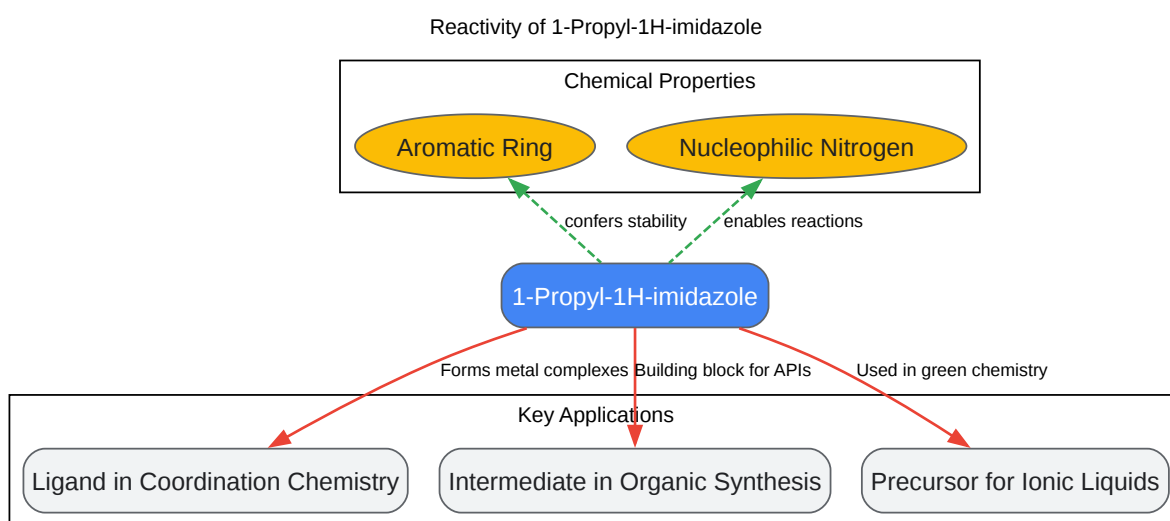 Reactivity of 1-Propyl-1H-imidazole
Chemical Properties
Aromatic Ring
Nucleophilic Nitrogen
confers stability
enables reactions
1-Propyl-1H-imidazole
Forms metal complexes
Building block for APIs
Used in green chemistry
Key Applications
Ligand in Coordination Chemistry
Intermediate in Organic Synthesis
Precursor for Ionic Liquids